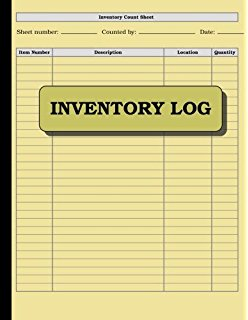 Inventory Count Sheet
Sheet number: Counted by: Date:
Item Number Description Location Quantity
INVENTORY LOG